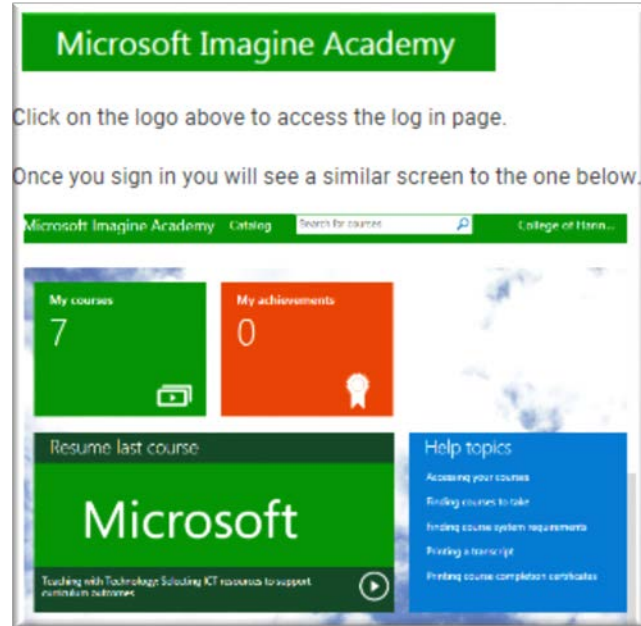 Microsoft Imagine Academy
Click on the logo above to access the log in page.
Once you sign in you will see a similar screen to the one below.
Microsoft Imagine Academy Catalog Search for courses College of Harin...
My courses
7
My achievements
0
Resume last course
Microsoft
Teaching with Technology: Selecting ICT resources to support
curriculum outcomes
Help topics
Accessing your courses
Finding courses to take
Finding course system requirements
Printing a transcript
Printing course completion certificates